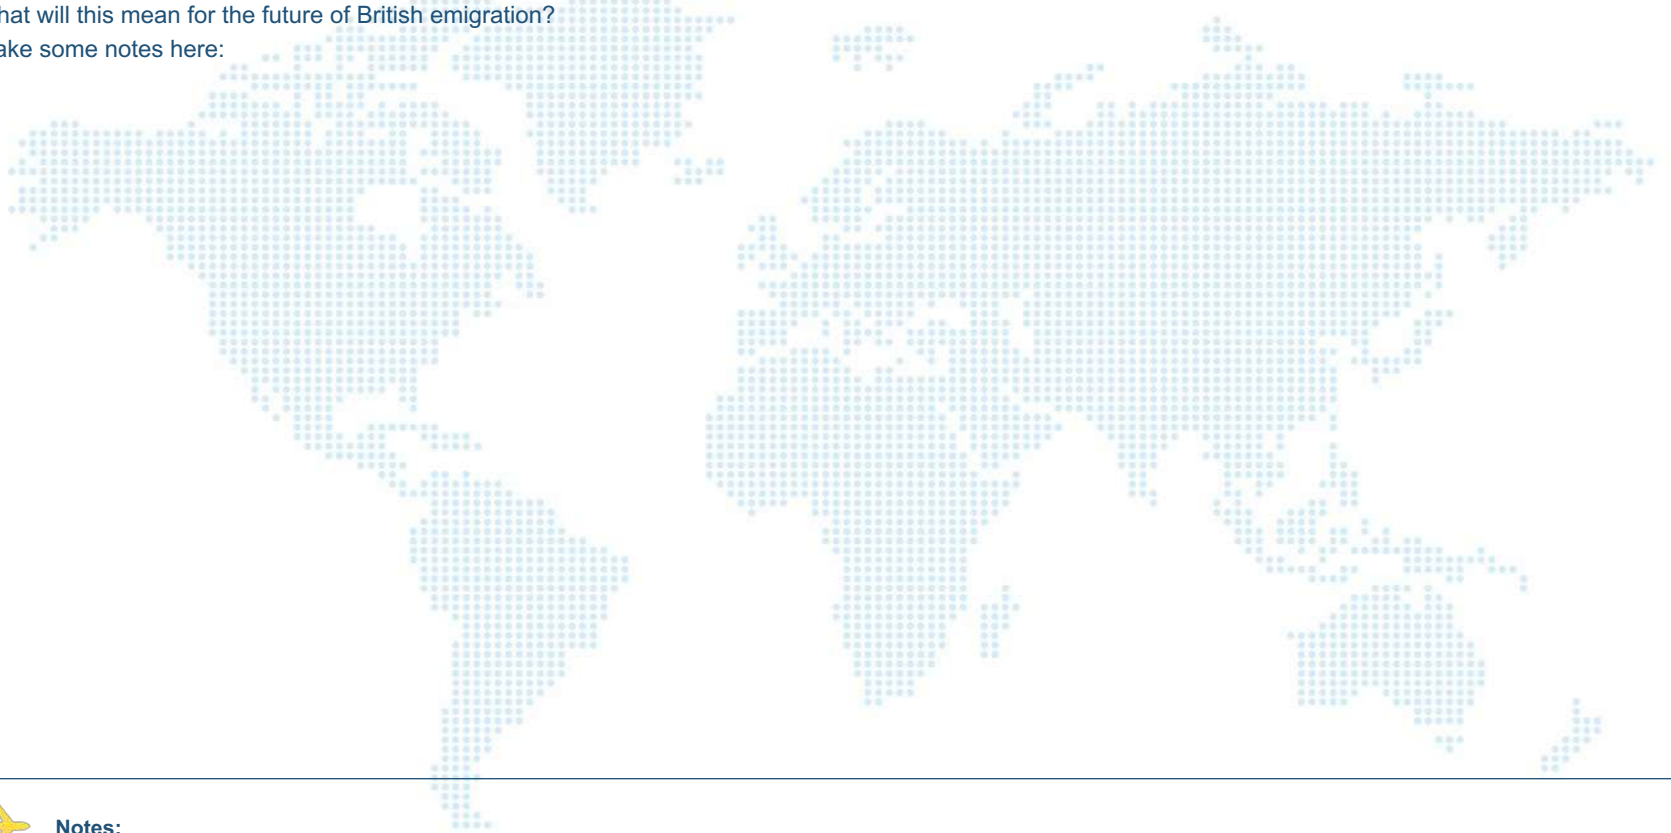 hat will this mean for the future of British emigration?
ake some notes here:
Notes: